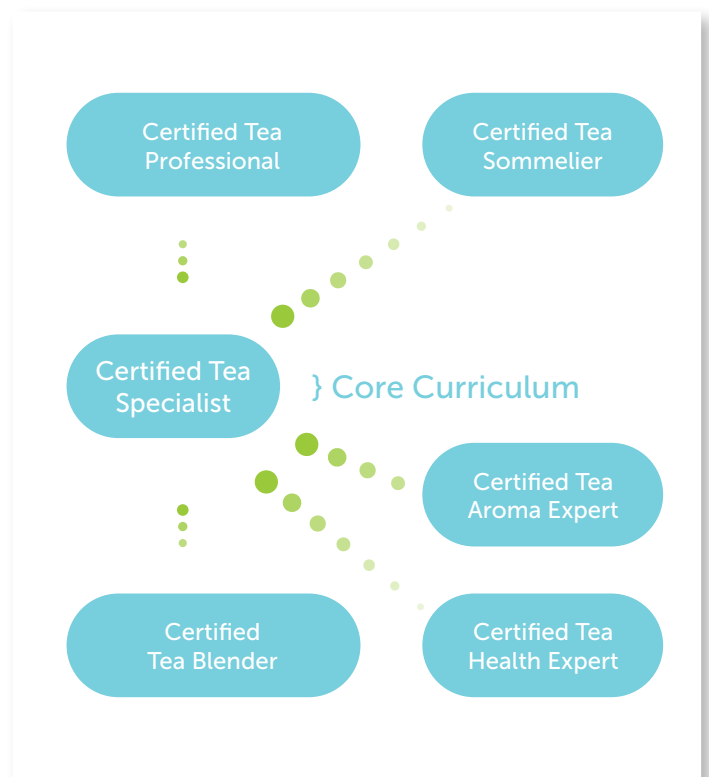 Certified Tea
Professional
Certified Tea
Sommelier
Certified Tea
Specialist
} Core Curriculum
Certified Tea
Aroma Expert
Certified
Tea Blender
Certified Tea
Health Expert